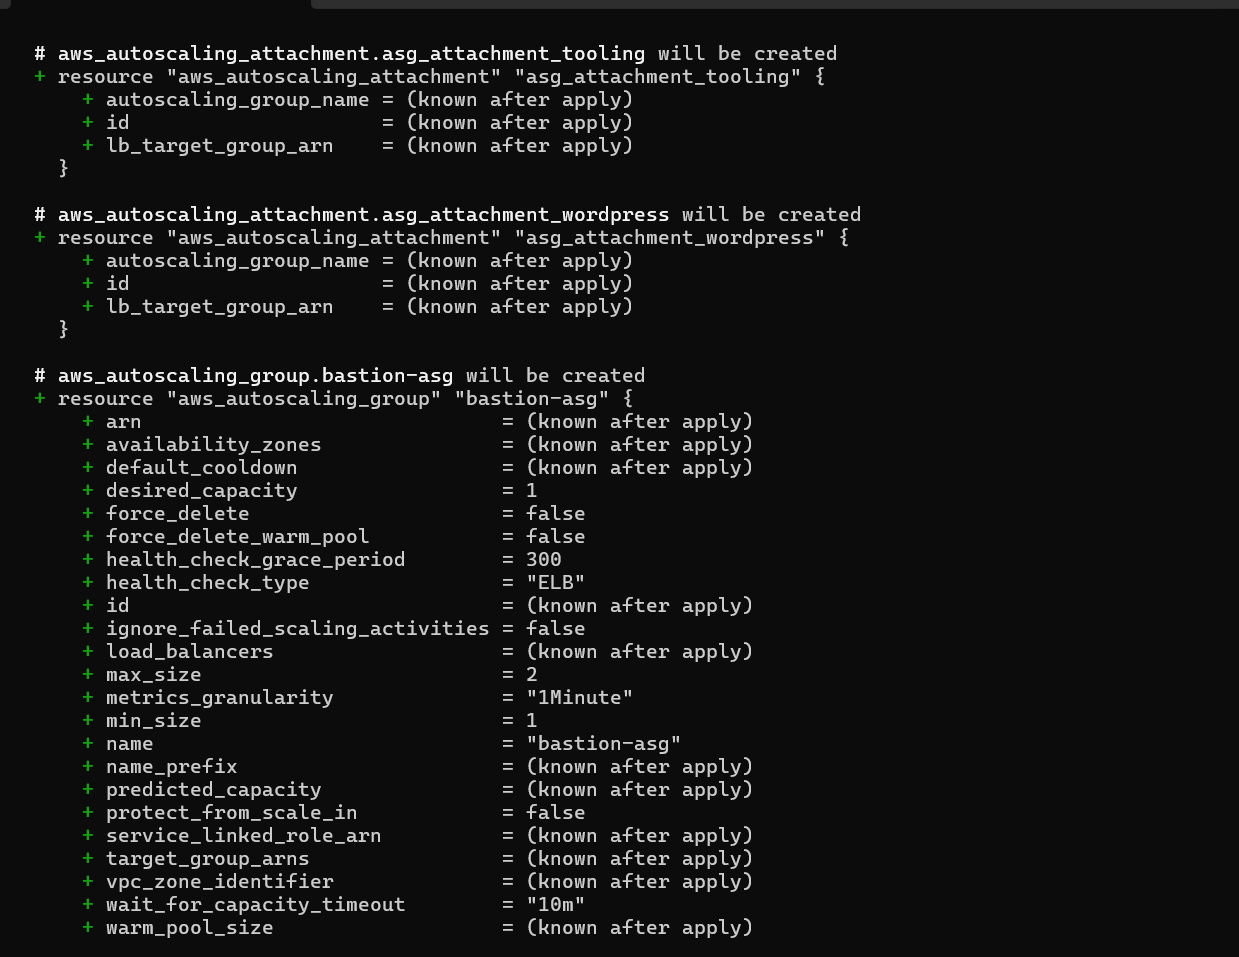 # aws_autoscaling_attachment.asg_attachment_tooling will be created
+ resource "aws_autoscaling_attachment" "asg_attachment_tooling" {
    + autoscaling_group_name = (known after apply)
    + id                     = (known after apply)
    + lb_target_group_arn    = (known after apply)
  }

# aws_autoscaling_attachment.asg_attachment_wordpress will be created
+ resource "aws_autoscaling_attachment" "asg_attachment_wordpress" {
    + autoscaling_group_name = (known after apply)
    + id                     = (known after apply)
    + lb_target_group_arn    = (known after apply)
  }

# aws_autoscaling_group.bastion-asg will be created
+ resource "aws_autoscaling_group" "bastion-asg" {
    + arn                              = (known after apply)
    + availability_zones               = (known after apply)
    + default_cooldown                 = (known after apply)
    + desired_capacity                 = 1
    + force_delete                     = false
    + force_delete_warm_pool           = false
    + health_check_grace_period        = 300
    + health_check_type                = "ELB"
    + id                               = (known after apply)
    + ignore_failed_scaling_activities = false
    + load_balancers                   = (known after apply)
    + max_size                         = 2
    + metrics_granularity              = "1Minute"
    + min_size                         = 1
    + name                             = "bastion-asg"
    + name_prefix                      = (known after apply)
    + predicted_capacity               = (known after apply)
    + protect_from_scale_in            = false
    + service_linked_role_arn          = (known after apply)
    + target_group_arns                = (known after apply)
    + vpc_zone_identifier              = (known after apply)
    + wait_for_capacity_timeout        = "10m"
    + warm_pool_size                   = (known after apply)